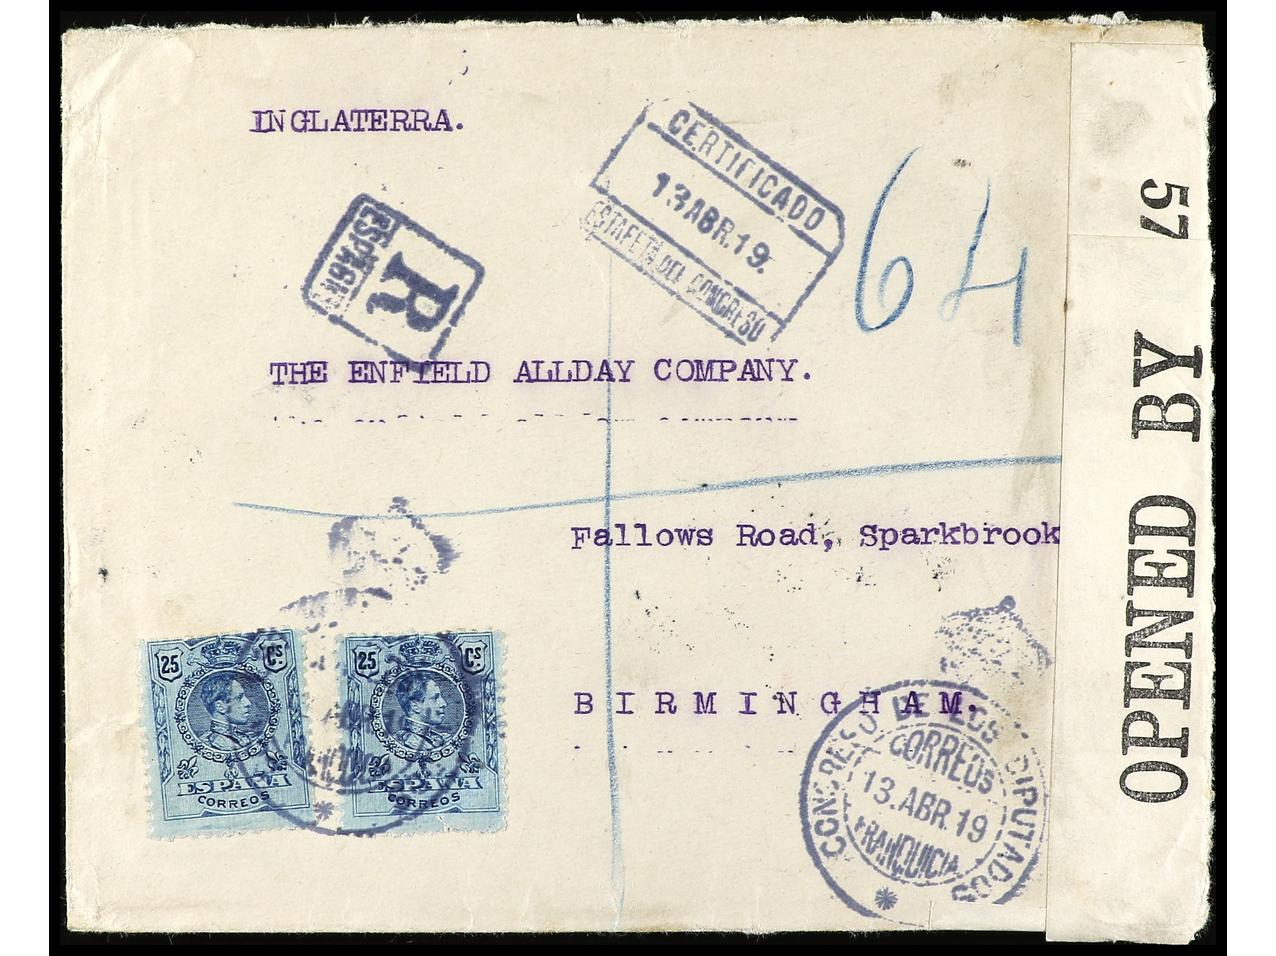 INGLATERRA.
CERTIFICADO
13 ABR. 19.
ESTAFETA DEL CONGRESO
64
R
ESPAÑA
THE ENFIELD ALLDAY COMPANY.
Fallows Road, Sparkbrook
BIRMINGHAM.
25 Cs
ESPAÑA
CORREOS
25 Cs
ESPAÑA
CORREOS
CONGRESO DE LOS DIPUTADOS
CORREOS
13. ABR. 19
FRANQUICIA
OPENED BY 57